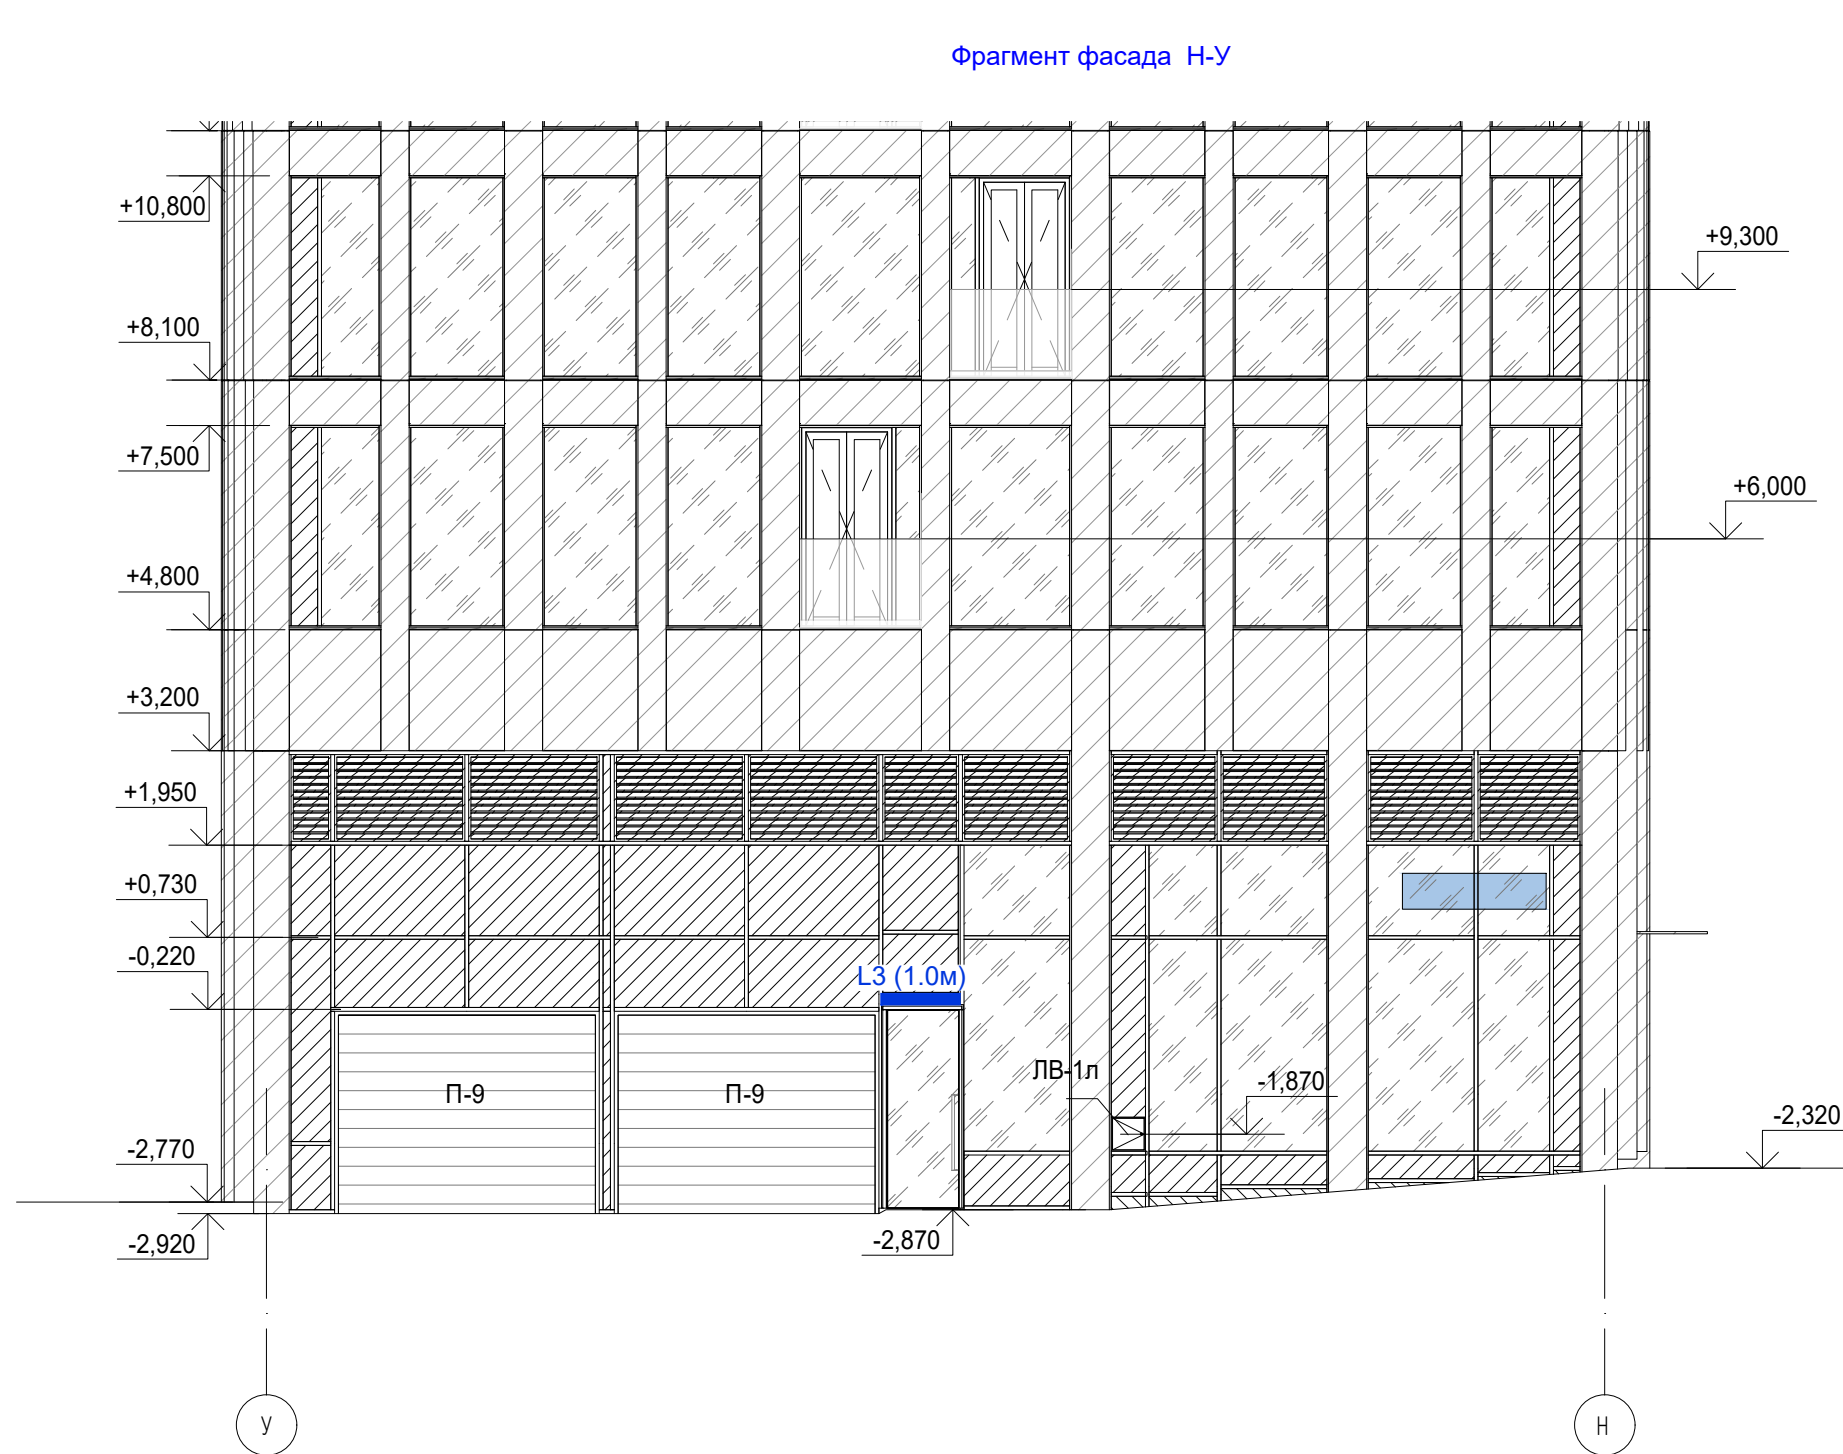 Фрагмент фасада Н-У
+10,800
+9,300
+8,100
+7,500
+6,000
+4,800
+3,200
+1,950
+0,730
-0,220
L3 (1.0м)
ЛВ-1л
-1,870
П-9
П-9
-2,320
-2,770
-2,920
-2,870
У
Н